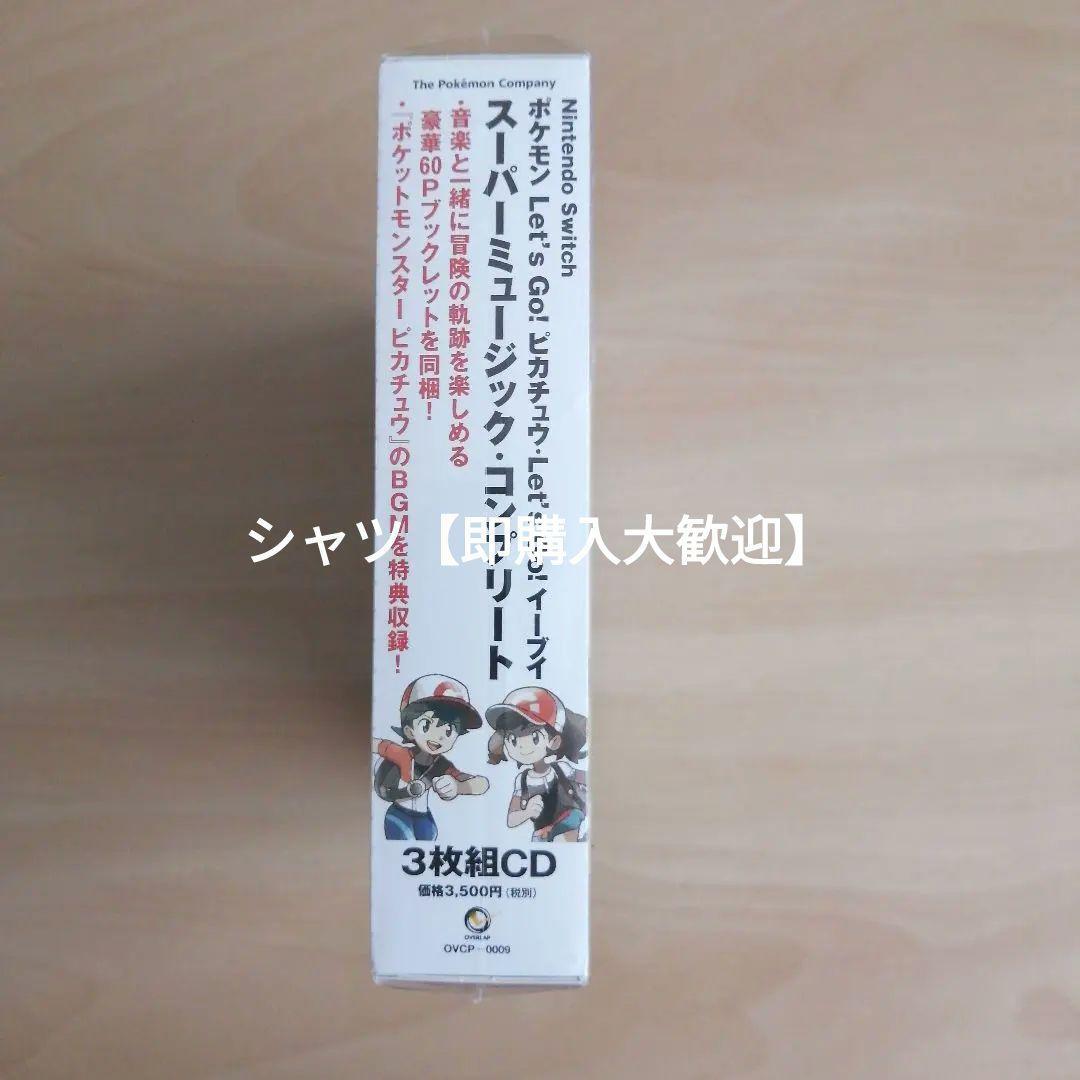 The Pokémon Company
Nintendo Switch
ポケモン Let's Go! ピカチュウ・Let's Go! イーブイ
スーパーミュージック・コンプリート
・音楽と一緒に冒険の軌跡を楽しめる
豪華60Pブックレットを同梱！
・『ポケットモンスター ピカチュウ』のBGMを特典収録！
シャツ【即購入大歓迎】
3枚組CD
価格3,500円（税別）
OVERLAP
OVCP－0009